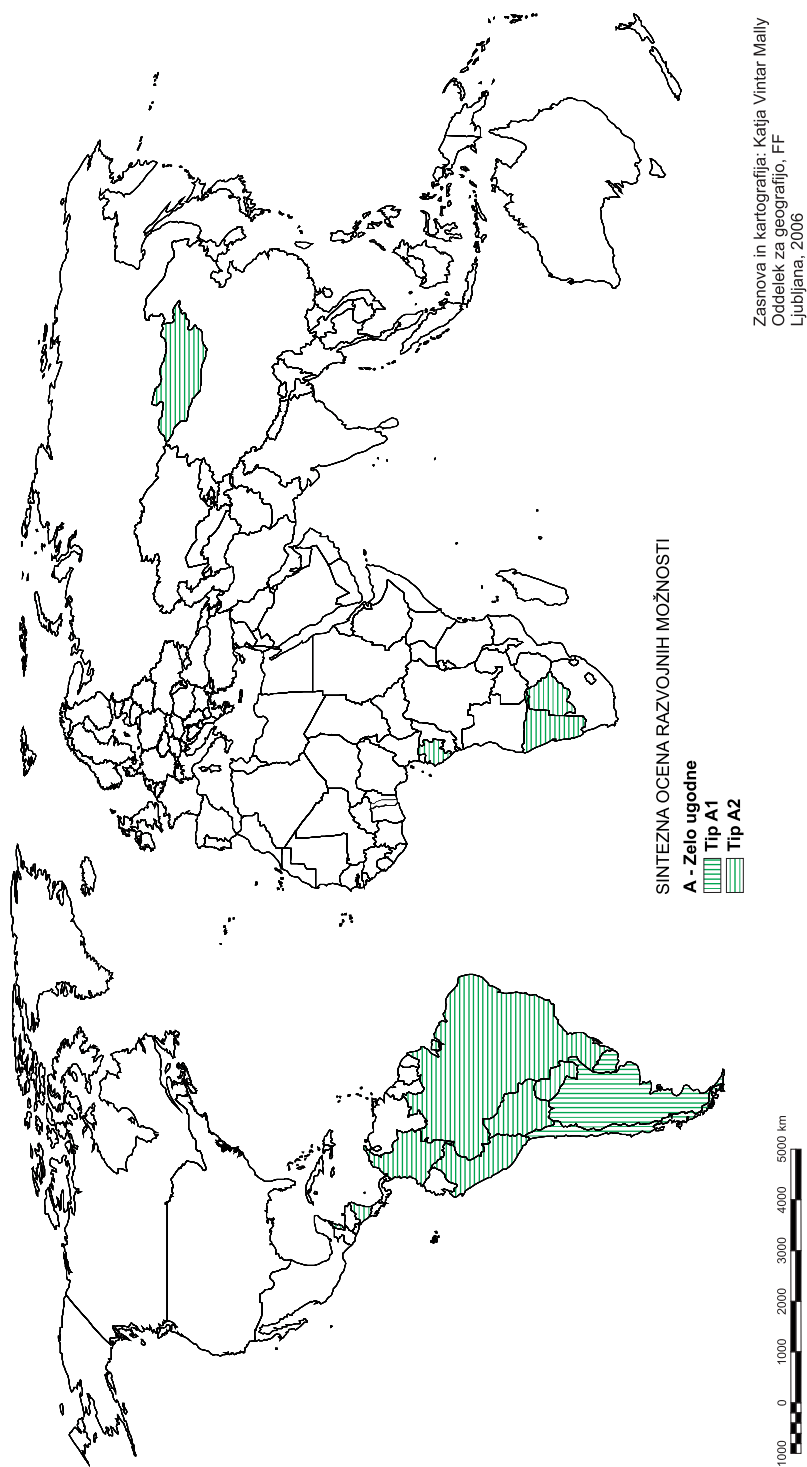 SINTEZNA OCENA RAZVOJNIH MOŽNOSTI
A - Zelo ugodne
Tip A1
Tip A2
1000 0 1000 2000 3000 4000 5000 km
Zasnova in kartografija: Katja Vintar Mally
Oddelek za geografijo, FF
Ljubljana, 2006